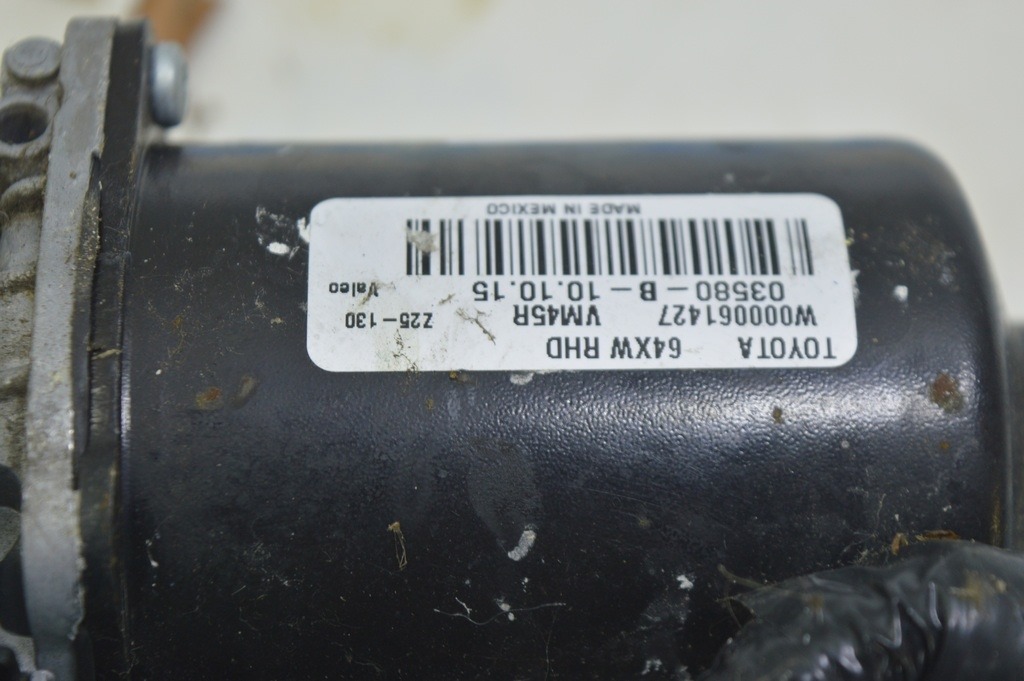 TOYOTA 64XW RHD
W000061427 VM45R Z25-130
03580-B-10.10.15 Valeo
MADE IN MEXICO